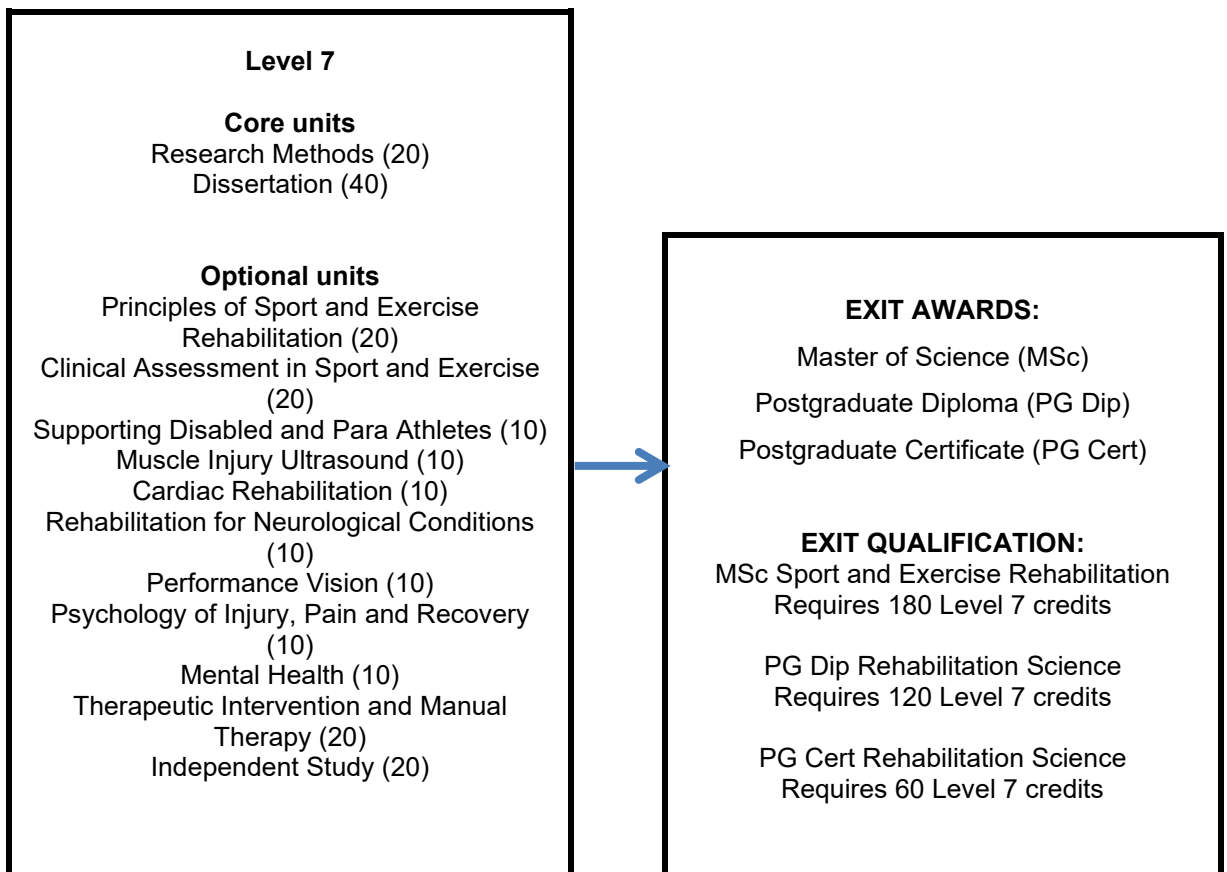 Level 7
Core units
Research Methods (20)
Dissertation (40)
Optional units
Principles of Sport and Exercise
Rehabilitation (20)
Clinical Assessment in Sport and Exercise
(20)
Supporting Disabled and Para Athletes (10)
Muscle Injury Ultrasound (10)
Cardiac Rehabilitation (10)
Rehabilitation for Neurological Conditions
(10)
Performance Vision (10)
Psychology of Injury, Pain and Recovery
(10)
Mental Health (10)
Therapeutic Intervention and Manual
Therapy (20)
Independent Study (20)
EXIT AWARDS:
Master of Science (MSc)
Postgraduate Diploma (PG Dip)
Postgraduate Certificate (PG Cert)
EXIT QUALIFICATION:
MSc Sport and Exercise Rehabilitation
Requires 180 Level 7 credits
PG Dip Rehabilitation Science
Requires 120 Level 7 credits
PG Cert Rehabilitation Science
Requires 60 Level 7 credits